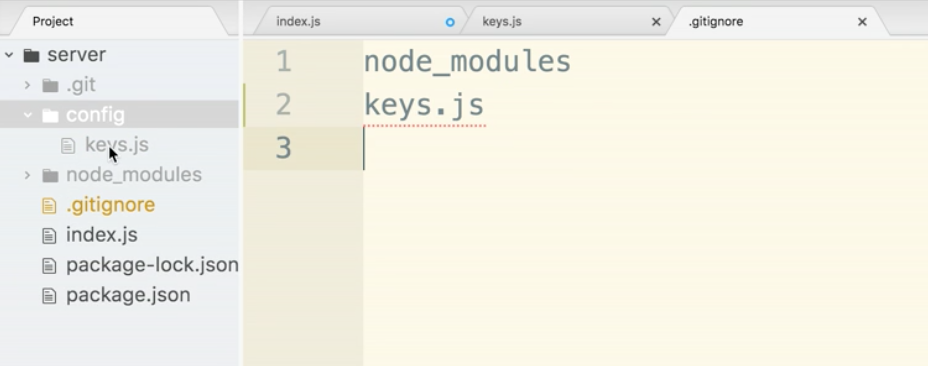 Project
index.js
keys.js
.gitignore
server
.git
config
keys.js
node_modules
.gitignore
index.js
package-lock.json
package.json
1 node_modules
2 keys.js
3